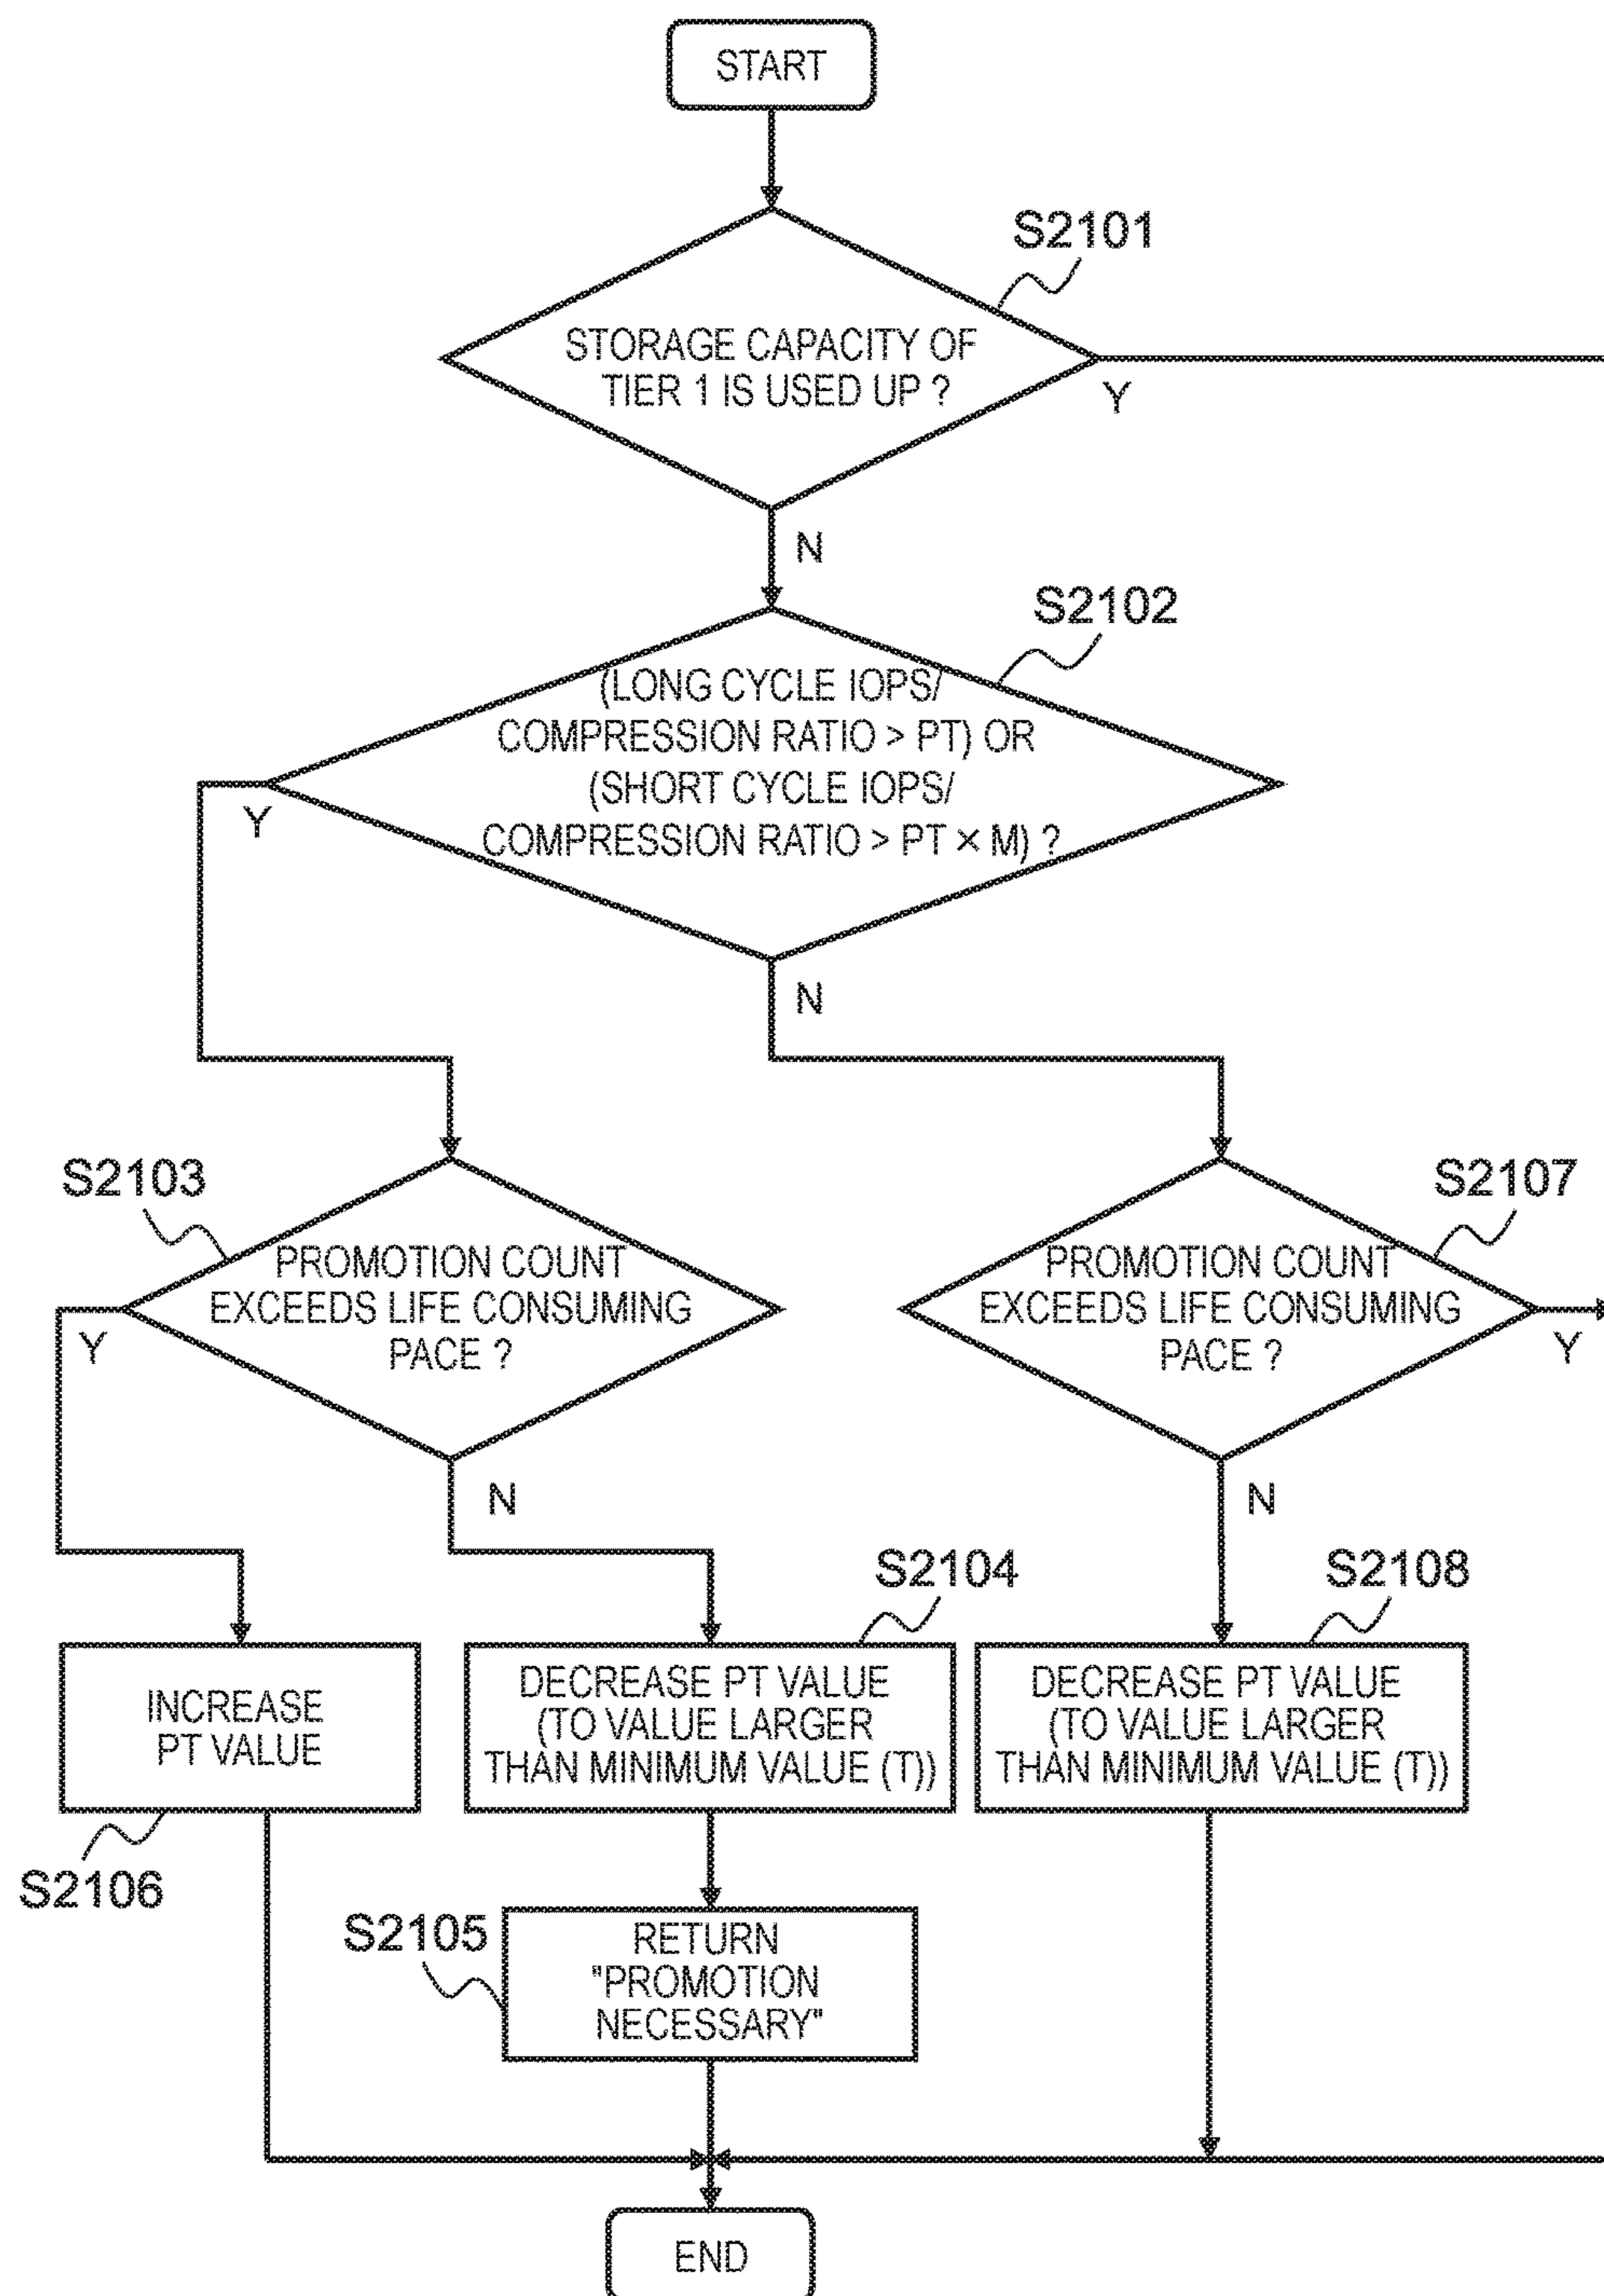 START
S2101
STORAGE CAPACITY OF
TIER 1 IS USED UP ?
Y
N
S2102
(LONG CYCLE IOPS/
COMPRESSION RATIO > PT) OR
(SHORT CYCLE IOPS/
COMPRESSION RATIO > PT × M) ?
Y
N
S2103
PROMOTION COUNT
EXCEEDS LIFE CONSUMING
PACE ?
Y
N
S2107
PROMOTION COUNT
EXCEEDS LIFE CONSUMING
PACE ?
Y
N
INCREASE
PT VALUE
S2106
S2104
DECREASE PT VALUE
(TO VALUE LARGER
THAN MINIMUM VALUE (T))
S2108
DECREASE PT VALUE
(TO VALUE LARGER
THAN MINIMUM VALUE (T))
S2105
RETURN
"PROMOTION
NECESSARY"
END